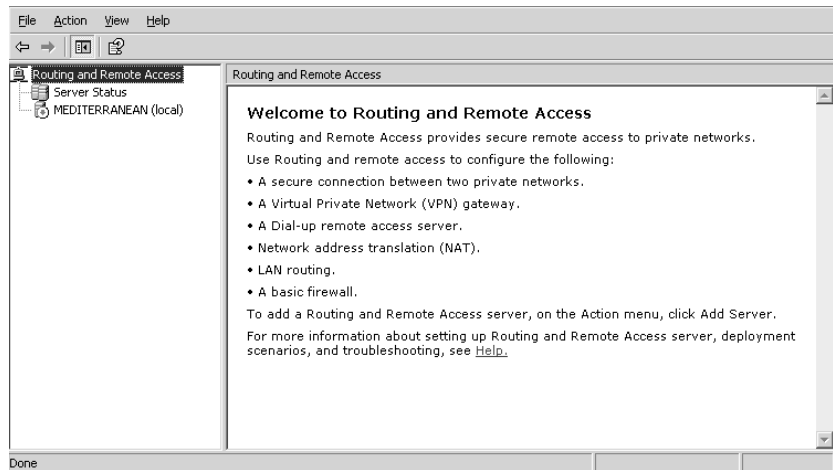 File Action View Help
Routing and Remote Access
Server Status
MEDITERRANEAN (local)
Routing and Remote Access
Welcome to Routing and Remote Access
Routing and Remote Access provides secure remote access to private networks.
Use Routing and remote access to configure the following:
• A secure connection between two private networks.
• A Virtual Private Network (VPN) gateway.
• A Dial-up remote access server.
• Network address translation (NAT).
• LAN routing.
• A basic firewall.
To add a Routing and Remote Access server, on the Action menu, click Add Server.
For more information about setting up Routing and Remote Access server, deployment
scenarios, and troubleshooting, see Help.
Done